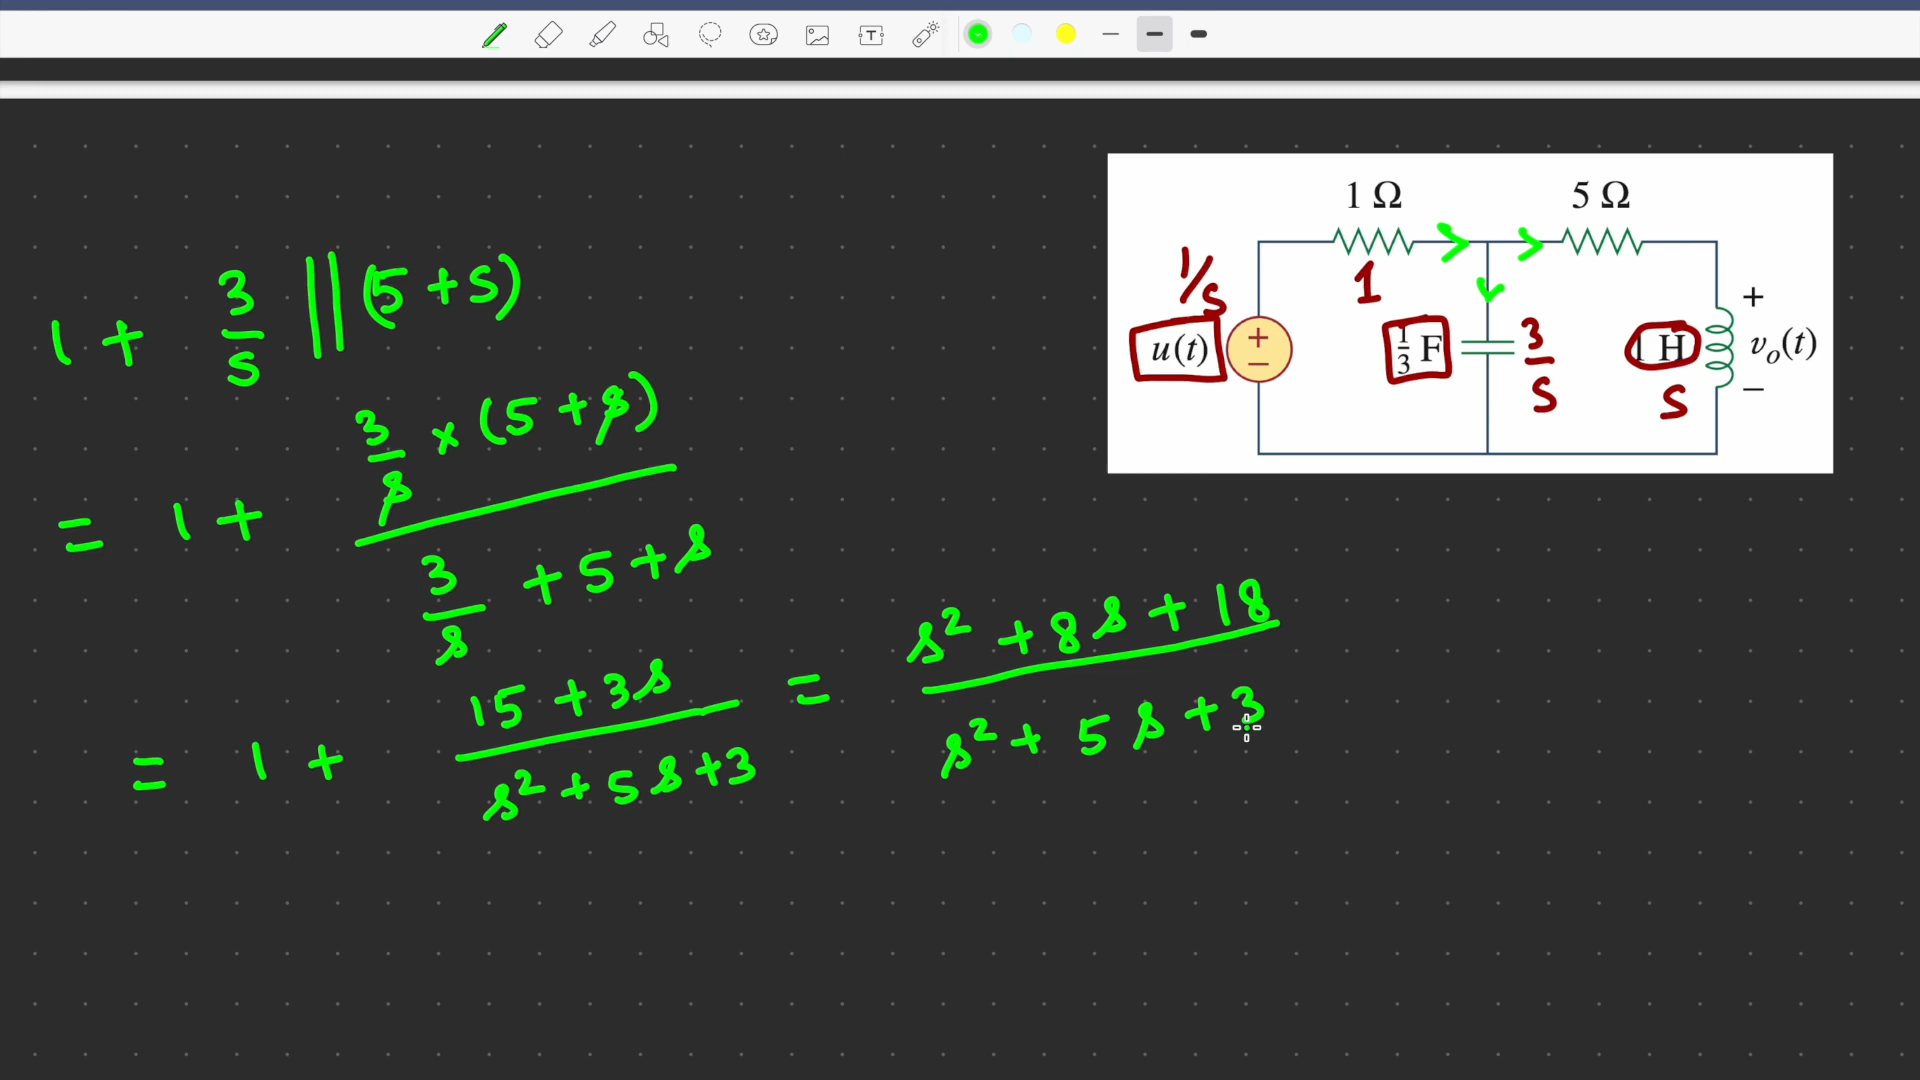 1 Ω 5 Ω
1/s 1
u(t) + − 1/3 F 3/s 1 H s + v_o(t) −
1 + 3/s || (5 + s)
= 1 + (3/s × (5 + s)) / (3/s + 5 + s)
= 1 + (15 + 3s) / (s² + 5s + 3) = (s² + 8s + 18) / (s² + 5s + 3)